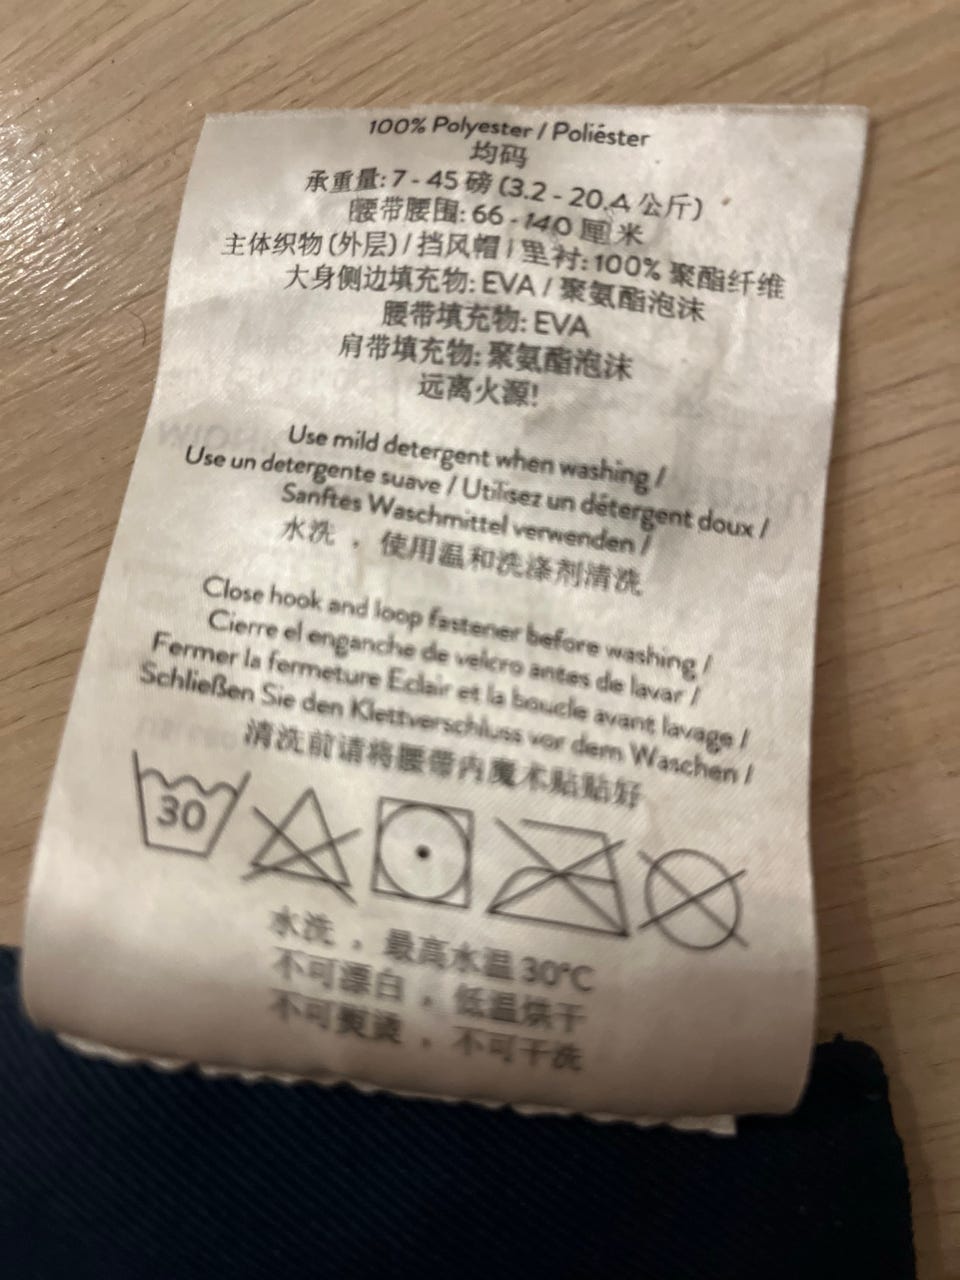 100% Polyester / Poliéster
均码
承重量: 7 - 45 磅 (3.2 - 20.4 公斤)
腰带腰围: 66 - 140 厘米
主体织物 (外层) / 挡风帽 / 里衬: 100% 聚酯纤维
大身侧边填充物: EVA / 聚氨酯泡沫
腰带填充物: EVA
肩带填充物: 聚氨酯泡沫
远离火源!
Use mild detergent when washing /
Use un detergente suave / Utilisez un détergent doux /
Sanftes Waschmittel verwenden /
水洗 , 使用温和洗涤剂清洗
Close hook and loop fastener before washing /
Cierre el enganche de velcro antes de lavar /
Fermer la fermeture Eclair et la boucle avant lavage /
Schließen Sie den Klettverschluss vor dem Waschen /
清洗前请将腰带内魔术贴贴好
30
水洗 , 最高水温 30°C
不可漂白 , 低温烘干
不可熨烫 , 不可干洗